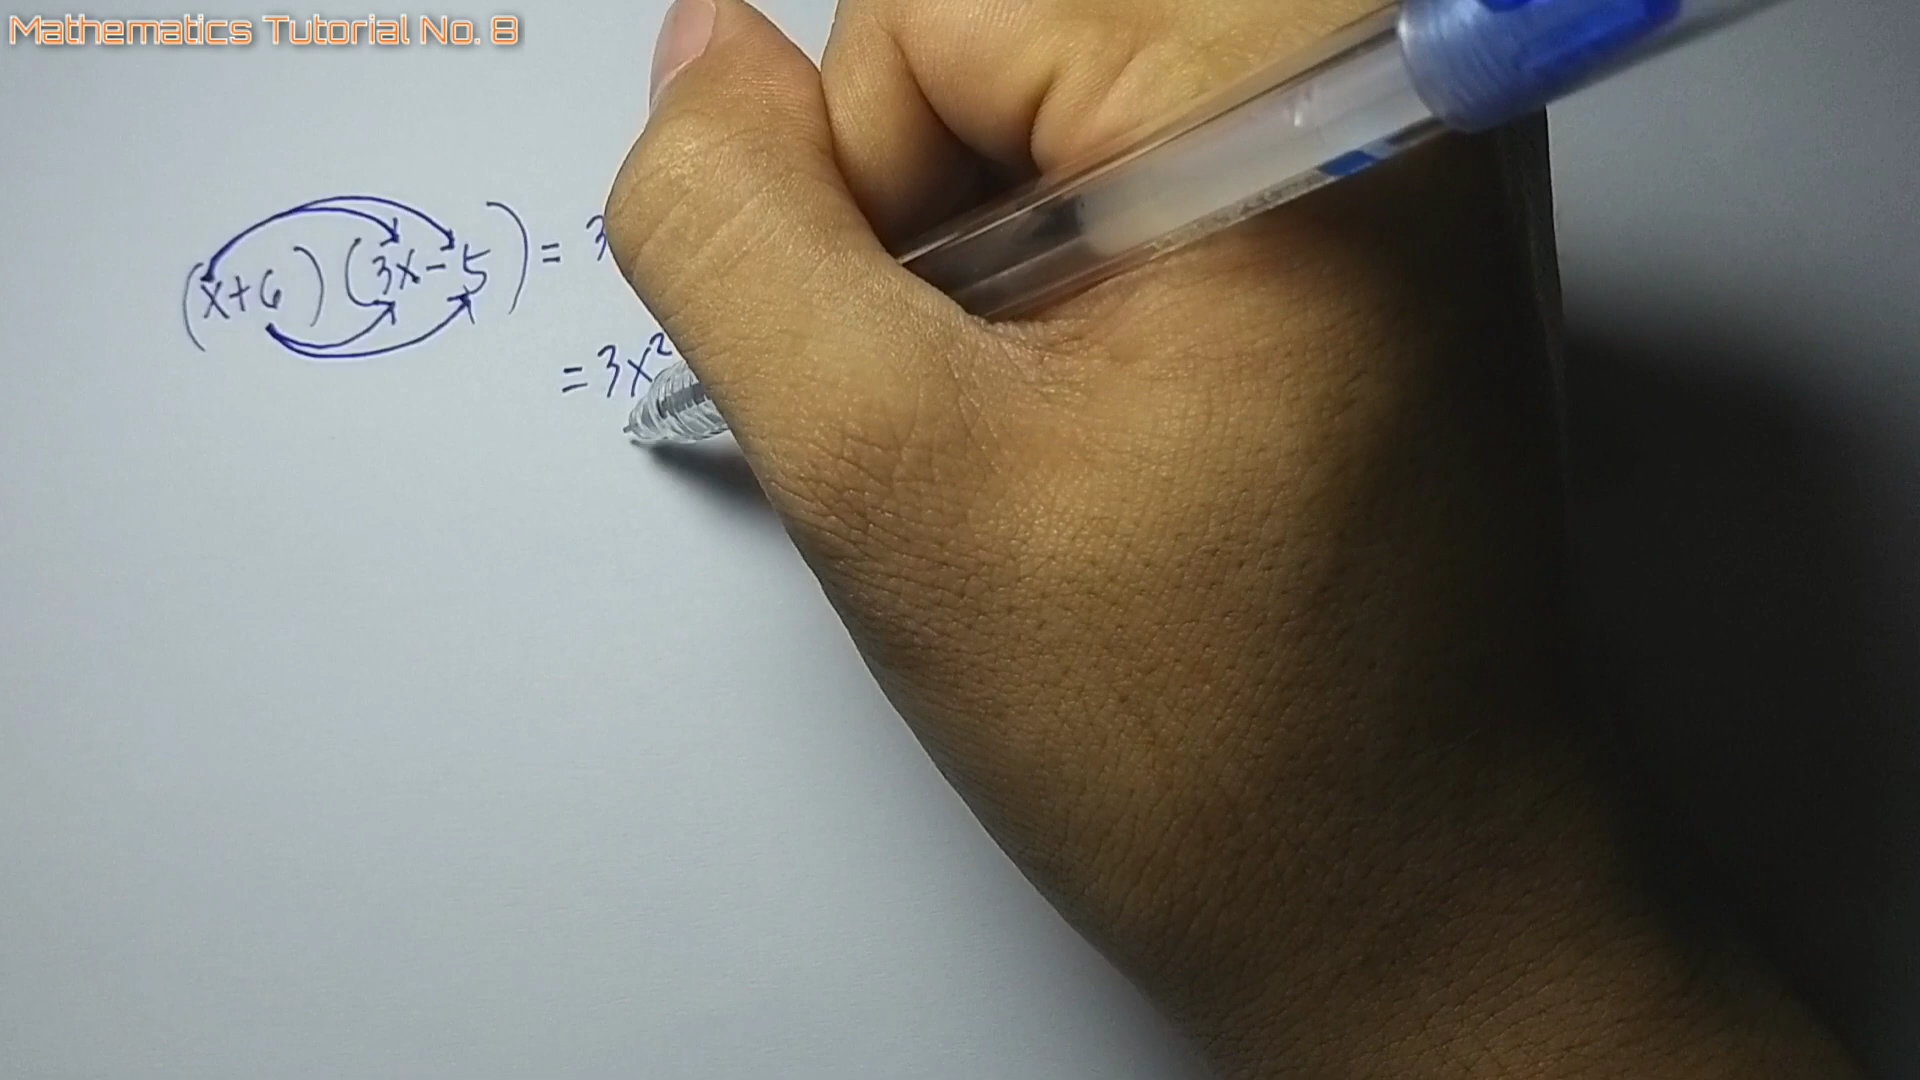 Mathematics Tutorial No. 8
(x+6)(3x-5) = 3
= 3x²